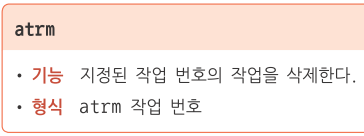 atrm
• 기능 지정된 작업 번호의 작업을 삭제한다.
• 형식 atrm 작업 번호